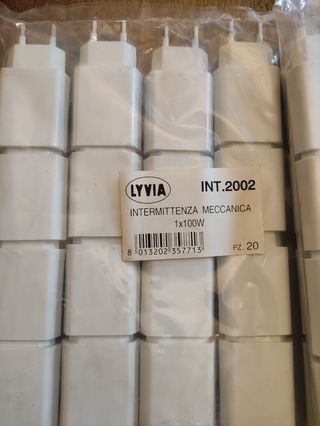 LYVIA INT.2002
INTERMITTENZA MECCANICA
1x100W
8 013202 357713 PZ 20